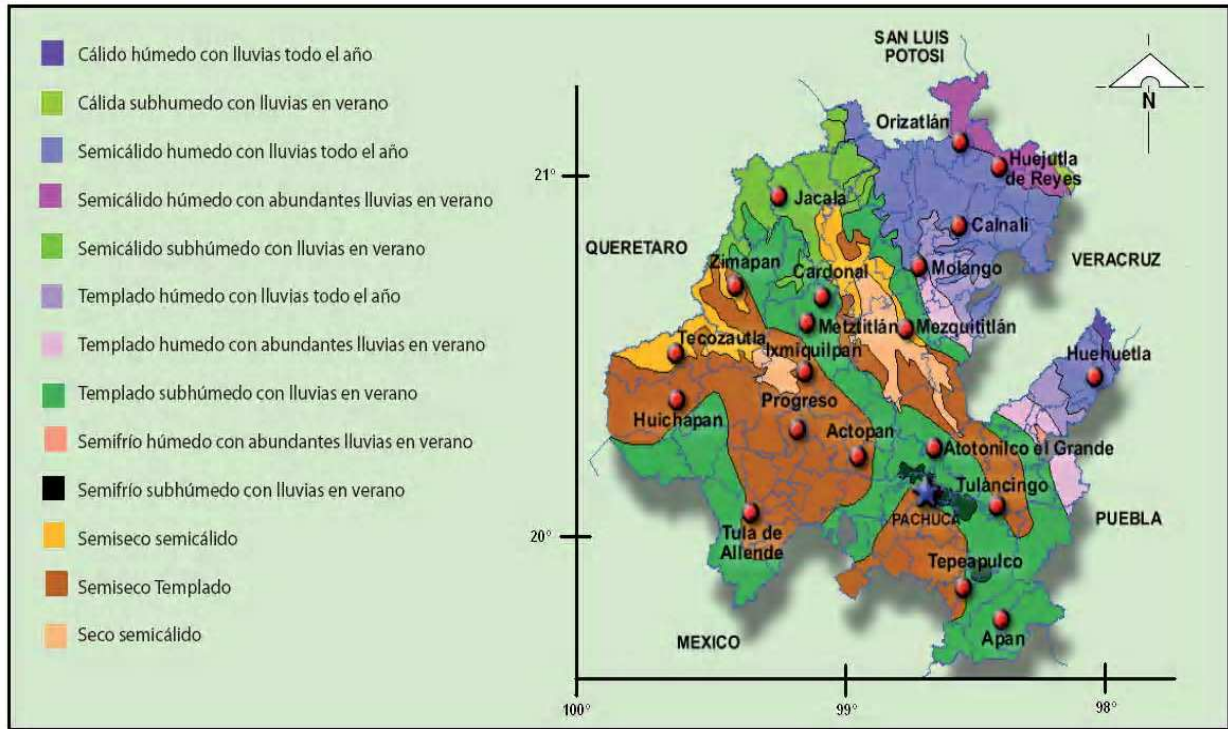 Cálido húmedo con lluvias todo el año
Cálida subhumedo con lluvias en verano
Semicálido humedo con lluvias todo el año
Semicálido húmedo con abundantes lluvias en verano
Semicálido subhúmedo con lluvias en verano
Templado húmedo con lluvias todo el año
Templado humedo con abundantes lluvias en verano
Templado subhúmedo con lluvias en verano
Semifrío húmedo con abundantes lluvias en verano
Semifrío subhúmedo con lluvias en verano
Semiseco semicálido
Semiseco Templado
Seco semicálido
SAN LUIS
POTOSI
N
Orizatlán
Huejutla
de Reyes
21°
Jacala
Calnali
QUERETARO
VERACRUZ
Zimapan
Cardonal
Molango
Metztitlán
Mezquititlán
Tecozautla
Ixmiquilpan
Huehuetla
Progreso
Huichapan
Actopan
Atotonilco el Grande
Tulancingo
PACHUCA
PUEBLA
20°
Tula de
Allende
Tepeapulco
MEXICO
Apan
100°
99°
98°